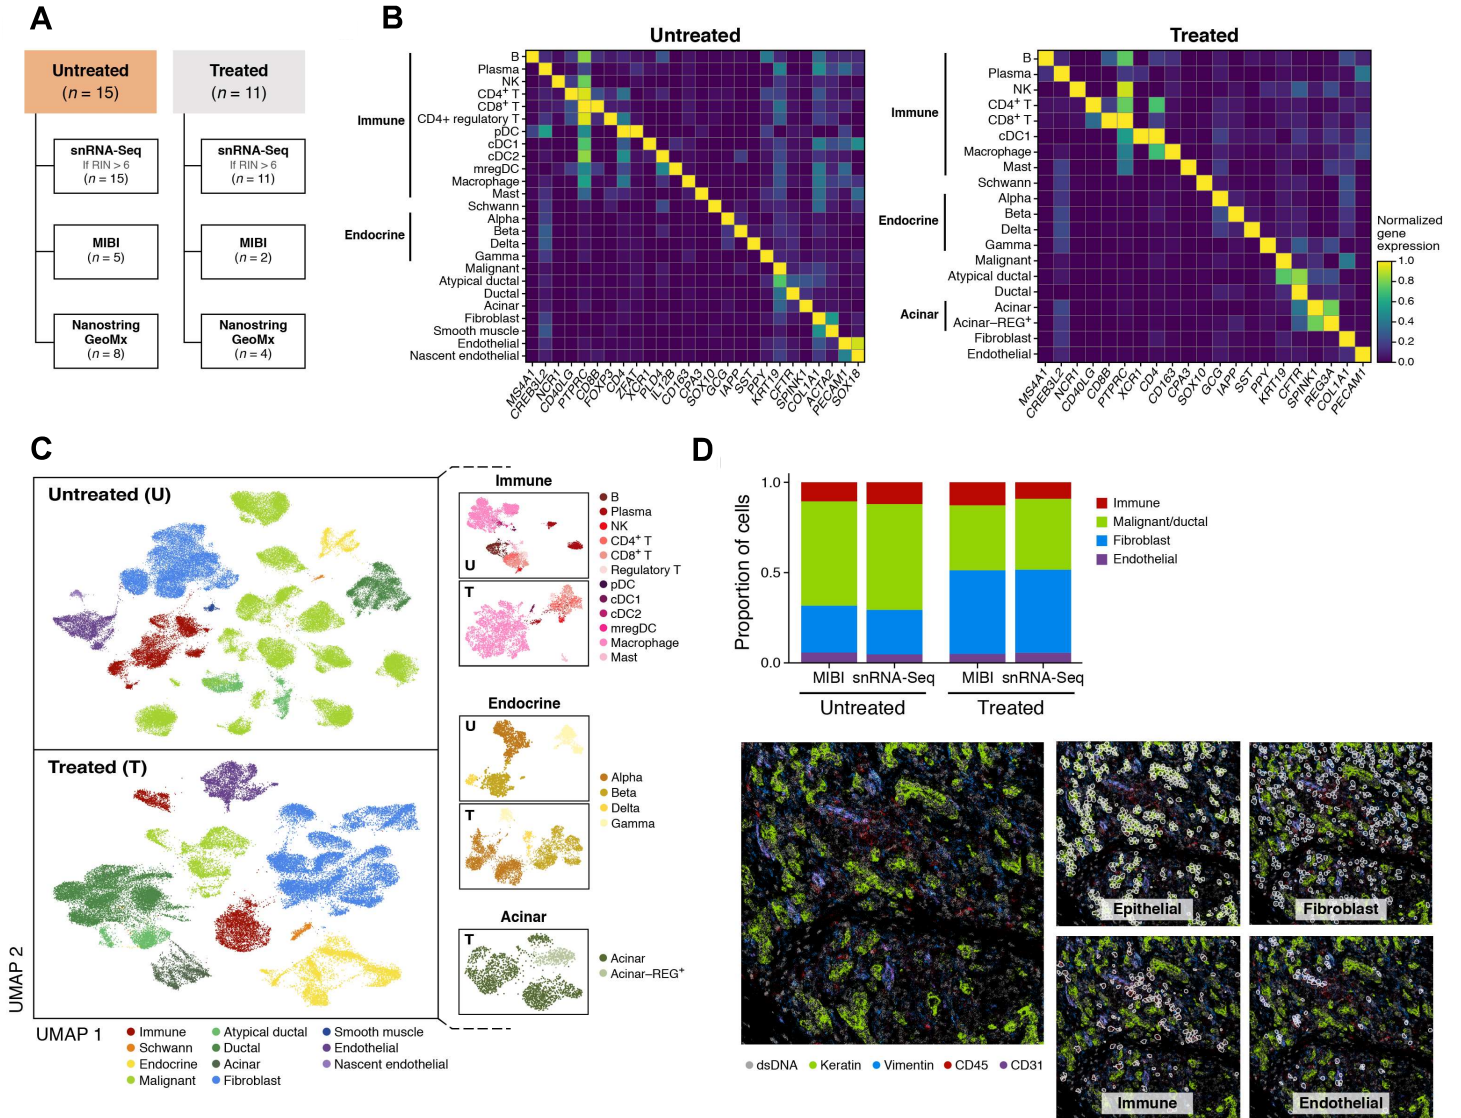 A
Untreated
(n = 15)
Treated
(n = 11)
snRNA-Seq
If RIN > 6
(n = 15)
snRNA-Seq
If RIN > 6
(n = 11)
MIBI
(n = 5)
MIBI
(n = 2)
Nanostring
GeoMx
(n = 8)
Nanostring
GeoMx
(n = 4)
B
Untreated
Immune
Endocrine
B
Plasma
NK
CD4+ T
CD8+ T
CD4+ regulatory T
pDC
cDC1
cDC2
mregDC
Macrophage
Mast
Schwann
Alpha
Beta
Delta
Gamma
Malignant
Atypical ductal
Ductal
Acinar
Fibroblast
Smooth muscle
Endothelial
Nascent endothelial
MS4A1
CREB3L2
NCR1
CD40LG
PTPRC
CD8B
FOXP3
CD4
ZFAT
XCR1
PLD4
IL12B
CD163
CPA3
SOX10
GCG
IAPP
SST
PPY
KRT19
CFTR
SPINK1
COL1A1
ACTA2
PECAM1
SOX18
Treated
Immune
Endocrine
Acinar
B
Plasma
NK
CD4+ T
CD8+ T
cDC1
Macrophage
Mast
Schwann
Alpha
Beta
Delta
Gamma
Malignant
Atypical ductal
Ductal
Acinar
Acinar–REG+
Fibroblast
Endothelial
MS4A1
CREB3L2
NCR1
CD40LG
CD8B
PTPRC
XCR1
CD4
CD163
CPA3
SOX10
GCG
IAPP
SST
PPY
KRT19
CFTR
SPINK1
REG3A
COL1A1
PECAM1
Normalized
gene
expression
1.0
0.8
0.6
0.4
0.2
0.0
C
Untreated (U)
Treated (T)
UMAP 2
UMAP 1
Immune
Schwann
Endocrine
Malignant
Atypical ductal
Ductal
Acinar
Fibroblast
Smooth muscle
Endothelial
Nascent endothelial
Immune
U
T
B
Plasma
NK
CD4+ T
CD8+ T
Regulatory T
pDC
cDC1
cDC2
mregDC
Macrophage
Mast
Endocrine
U
T
Alpha
Beta
Delta
Gamma
Acinar
T
Acinar
Acinar–REG+
D
Proportion of cells
1.0
0.5
0.0
MIBI snRNA-Seq
MIBI snRNA-Seq
Untreated
Treated
Immune
Malignant/ductal
Fibroblast
Endothelial
Epithelial
Fibroblast
Immune
Endothelial
dsDNA Keratin Vimentin CD45 CD31